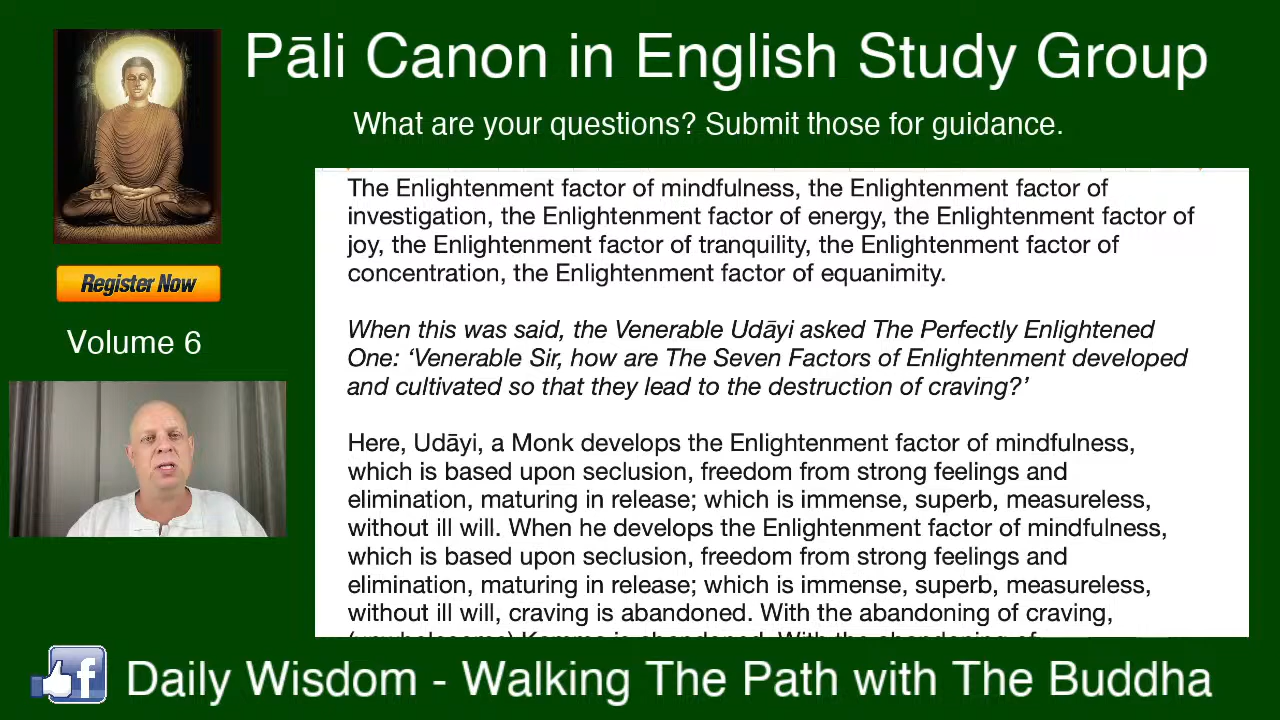 Pāli Canon in English Study Group
What are your questions? Submit those for guidance.
Register Now
Volume 6
The Enlightenment factor of mindfulness, the Enlightenment factor of
investigation, the Enlightenment factor of energy, the Enlightenment factor of
joy, the Enlightenment factor of tranquility, the Enlightenment factor of
concentration, the Enlightenment factor of equanimity.
When this was said, the Venerable Udāyi asked The Perfectly Enlightened
One: ‘Venerable Sir, how are The Seven Factors of Enlightenment developed
and cultivated so that they lead to the destruction of craving?’
Here, Udāyi, a Monk develops the Enlightenment factor of mindfulness,
which is based upon seclusion, freedom from strong feelings and
elimination, maturing in release; which is immense, superb, measureless,
without ill will. When he develops the Enlightenment factor of mindfulness,
which is based upon seclusion, freedom from strong feelings and
elimination, maturing in release; which is immense, superb, measureless,
without ill will, craving is abandoned. With the abandoning of craving,
f
Daily Wisdom - Walking The Path with The Buddha